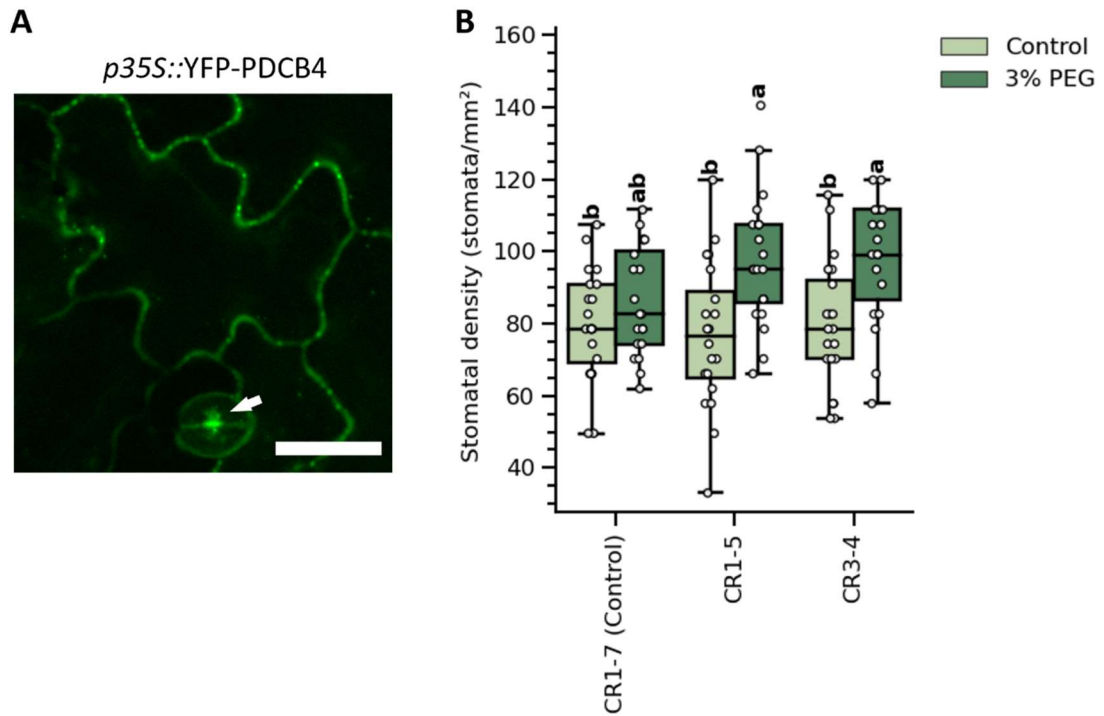 A
p35S::YFP-PDCB4
B
Stomatal density (stomata/mm²)
160
140
120
100
80
60
40
b
ab
b
a
b
a
CR1-7 (Control)
CR1-5
CR3-4
Control
3% PEG